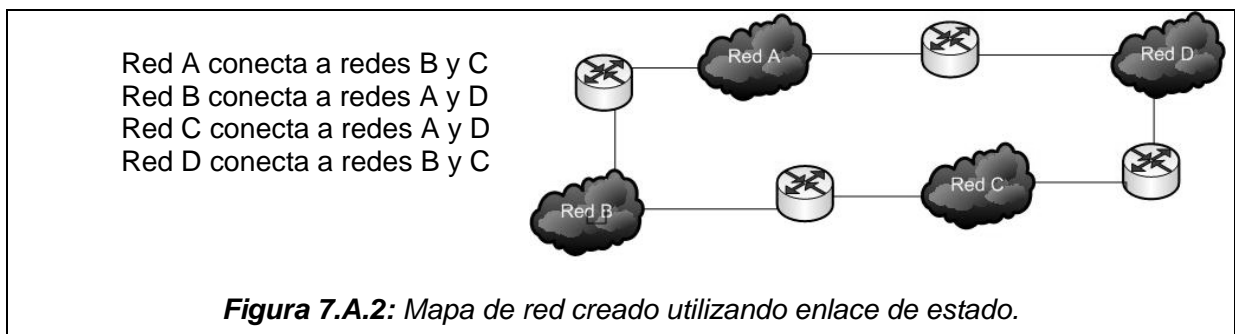 Red A conecta a redes B y C
Red B conecta a redes A y D
Red C conecta a redes A y D
Red D conecta a redes B y C
Red A
Red D
Red B
Red C
Figura 7.A.2: Mapa de red creado utilizando enlace de estado.